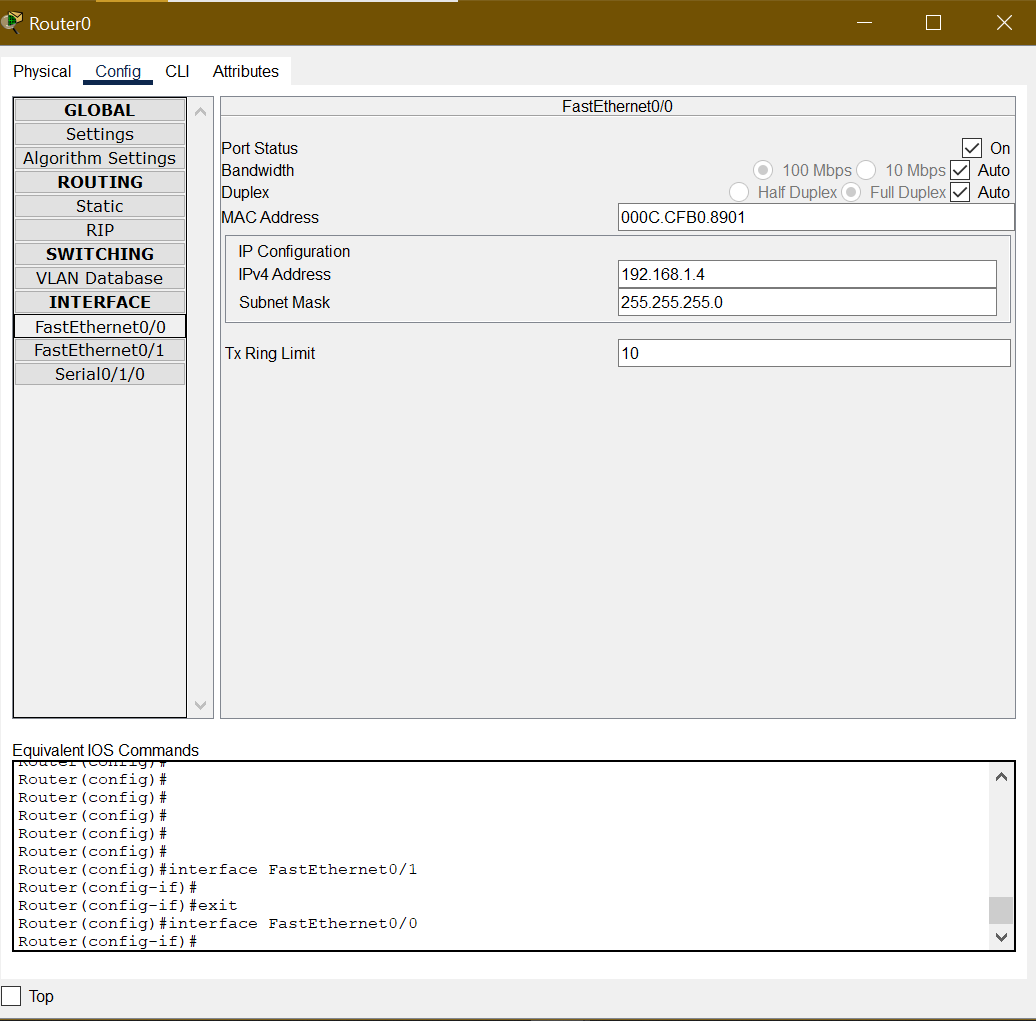 Router0
Physical Config CLI Attributes
GLOBAL
Settings
Algorithm Settings
ROUTING
Static
RIP
SWITCHING
VLAN Database
INTERFACE
FastEthernet0/0
FastEthernet0/1
Serial0/1/0
FastEthernet0/0
Port Status On
Bandwidth 100 Mbps 10 Mbps Auto
Duplex Half Duplex Full Duplex Auto
MAC Address 000C.CFB0.8901
IP Configuration
IPv4 Address 192.168.1.4
Subnet Mask 255.255.255.0
Tx Ring Limit 10
Equivalent IOS Commands
Router(config)#
Router(config)#
Router(config)#
Router(config)#
Router(config)#
Router(config)#
Router(config)#interface FastEthernet0/1
Router(config-if)#
Router(config-if)#exit
Router(config)#interface FastEthernet0/0
Router(config-if)#
Top